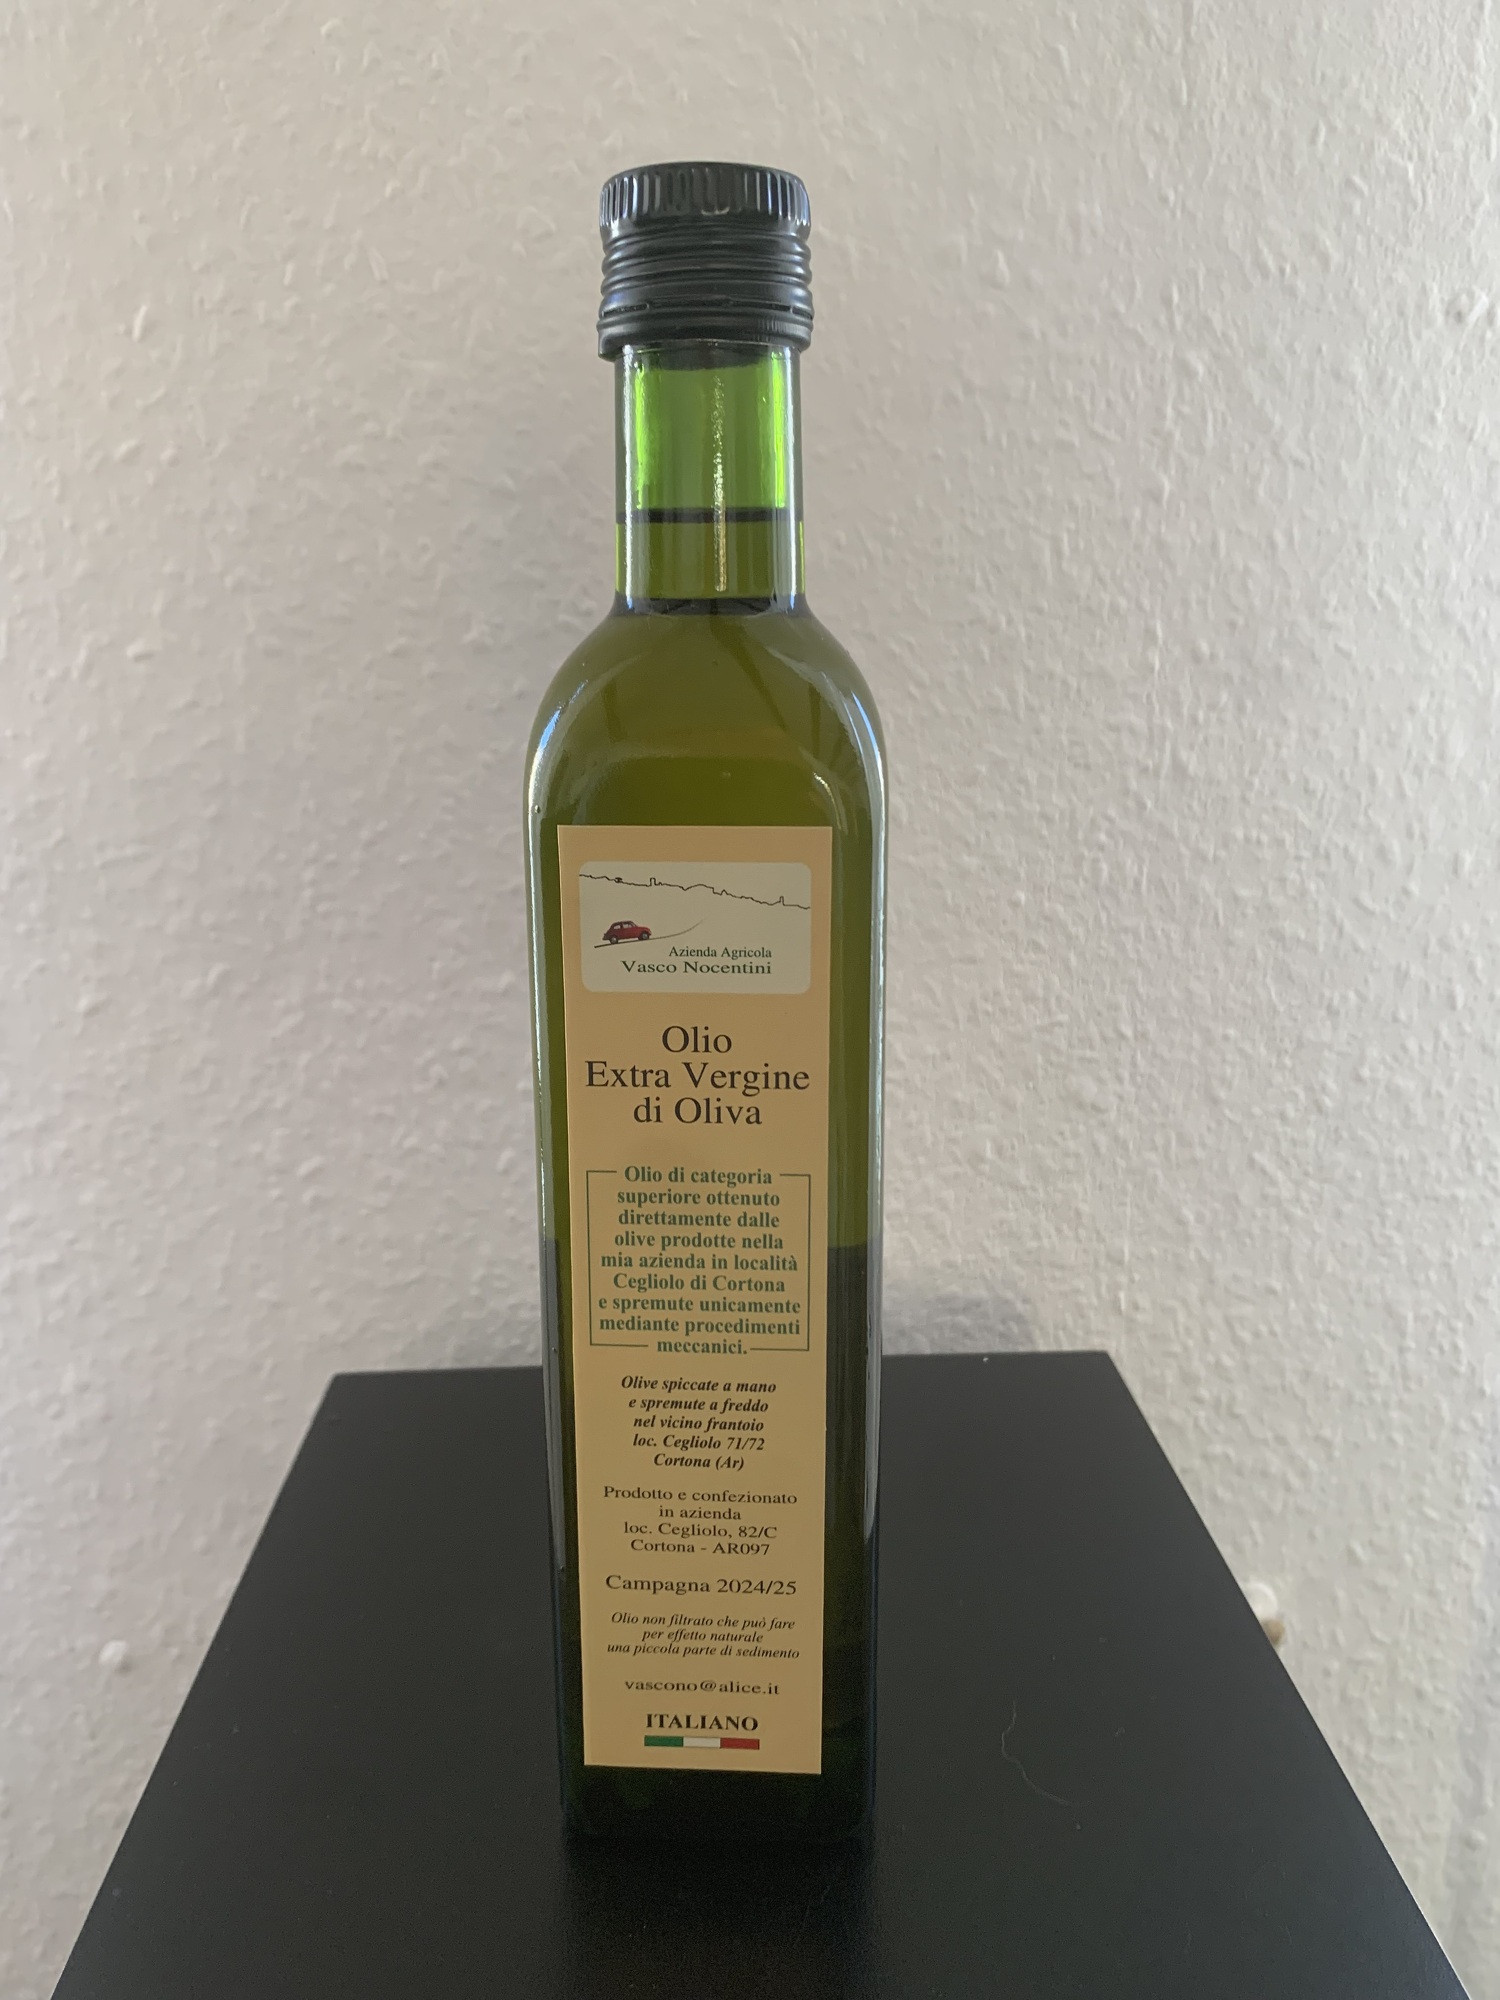 Azienda Agricola
Vasco Nocentini
Olio
Extra Vergine
di Oliva
Olio di categoria
superiore ottenuto
direttamente dalle
olive prodotte nella
mia azienda in località
Cegliolo di Cortona
e spremute unicamente
mediante procedimenti
meccanici.
Olive spiccate a mano
e spremute a freddo
nel vicino frantoio
loc. Cegliolo 71/72
Cortona (Ar)
Prodotto e confezionato
in azienda
loc. Cegliolo, 82/C
Cortona - AR097
Campagna 2024/25
Olio non filtrato che può fare
per effetto naturale
una piccola parte di sedimento
vascono@alice.it
ITALIANO